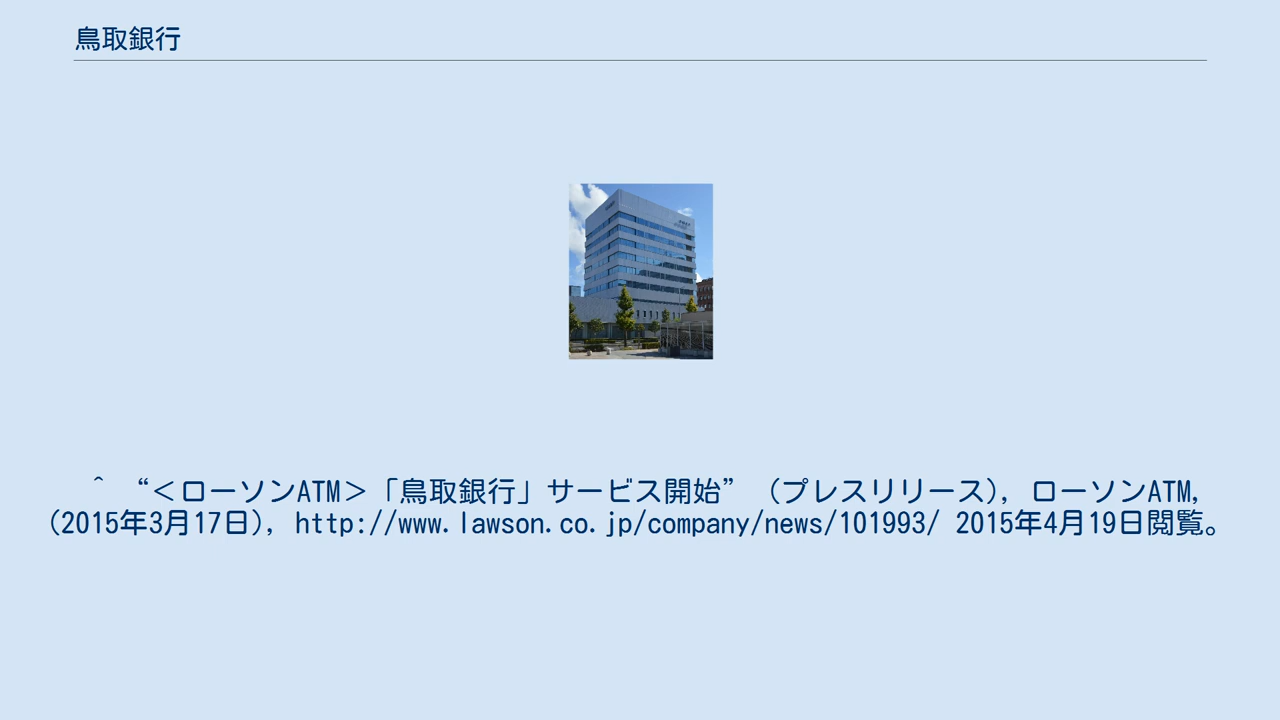 鳥取銀行
^ “＜ローソンATM＞「鳥取銀行」サービス開始” (プレスリリース), ローソンATM,
(2015年3月17日), http://www.lawson.co.jp/company/news/101993/ 2015年4月19日閲覧。